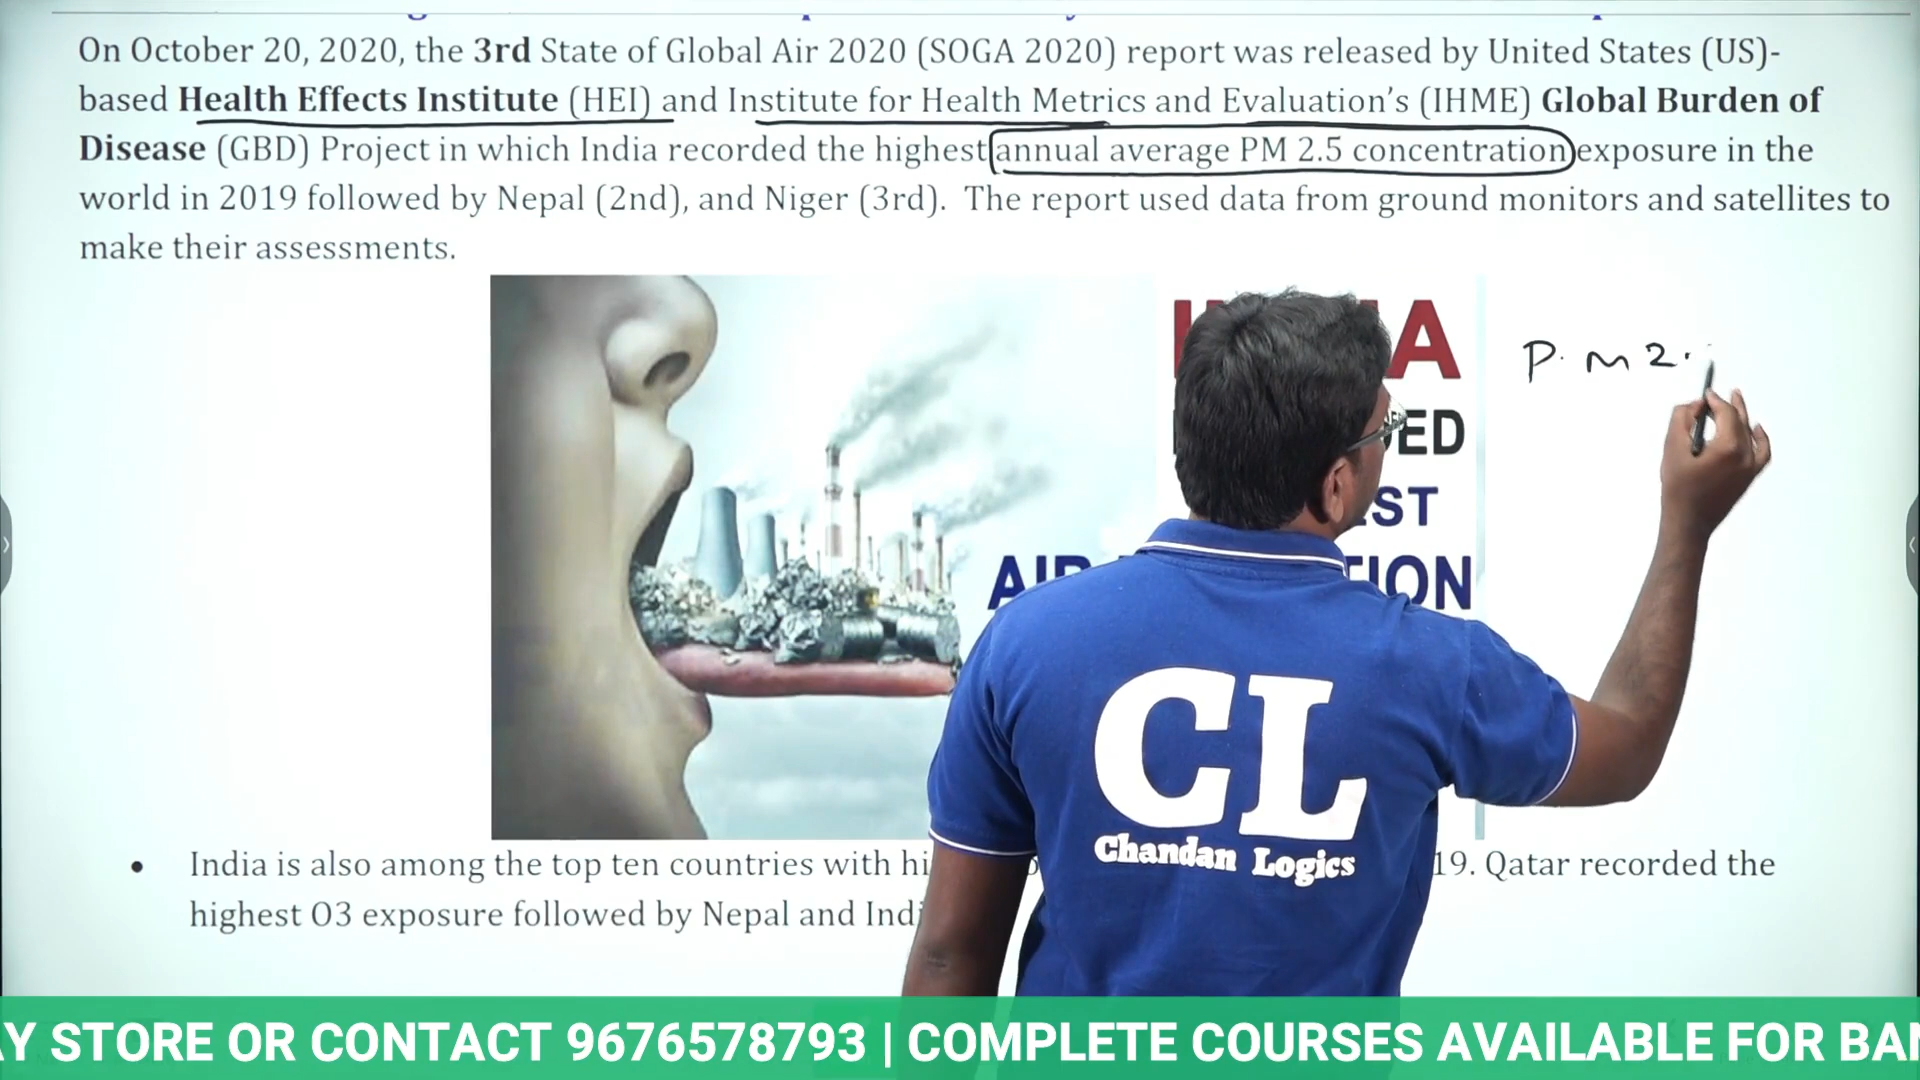 On October 20, 2020, the 3rd State of Global Air 2020 (SOGA 2020) report was released by United States (US)-
based Health Effects Institute (HEI) and Institute for Health Metrics and Evaluation's (IHME) Global Burden of
Disease (GBD) Project in which India recorded the highest annual average PM 2.5 concentration exposure in the
world in 2019 followed by Nepal (2nd), and Niger (3rd). The report used data from ground monitors and satellites to
make their assessments.
P. M 2.
CL
Chandan Logics
India is also among the top ten countries with
19. Qatar recorded the
highest O3 exposure followed by Nepal and
Y STORE OR CONTACT 9676578793 | COMPLETE COURSES AVAILABLE FOR